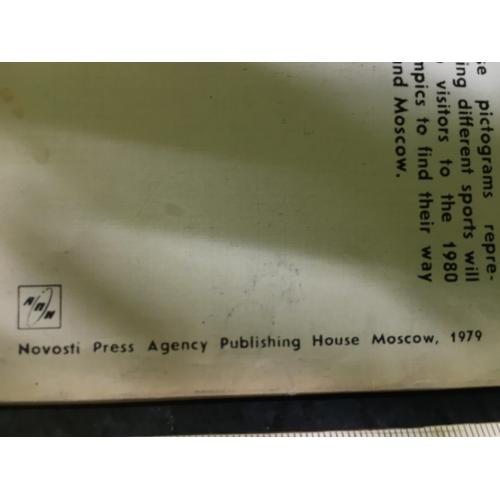 pictograms repre-
different sports will
visitors to the 1980
to find their way
Moscow.
АПН
Novosti Press Agency Publishing House Moscow, 1979